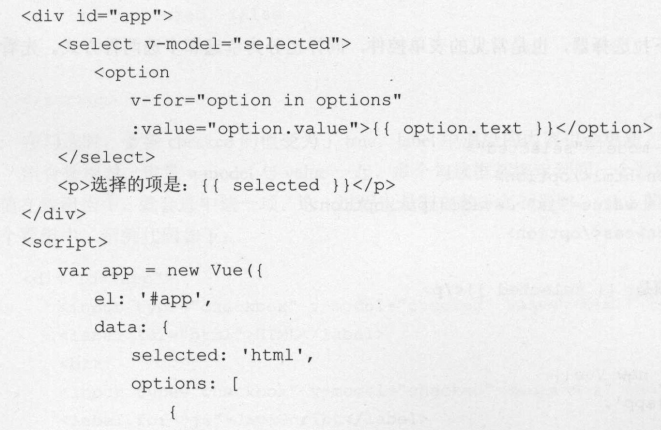 <div id="app">
<select v-model="selected">
<option
v-for="option in options"
:value="option.value">{{ option.text }}</option>
</select>
<p>选择的项是：{{ selected }}</p>
</div>
<script>
var app = new Vue({
el: '#app',
data: {
selected: 'html',
options: [
{